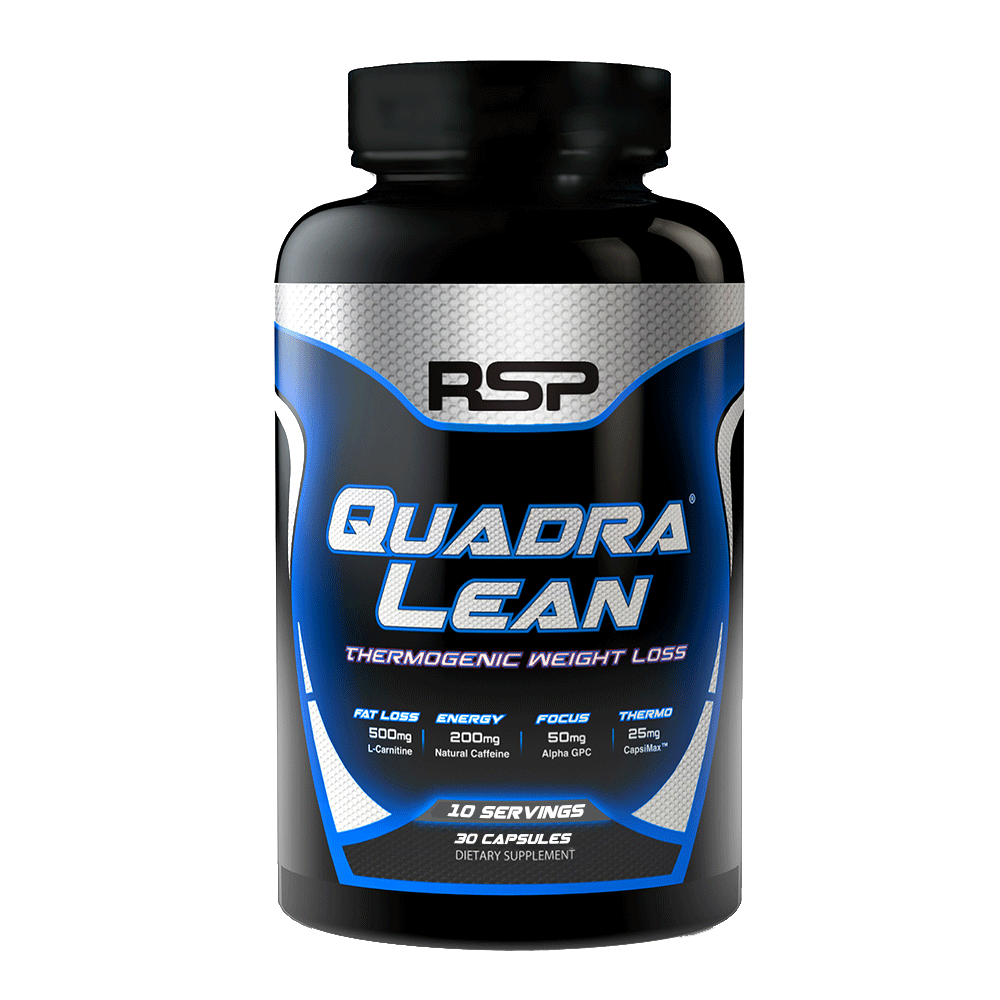 RSP
QUADRA®
LEAN
THERMOGENIC WEIGHT LOSS
FAT LOSS ENERGY FOCUS THERMO
500mg 200mg 50mg 25mg
L-Carnitine Natural Caffeine Alpha GPC CapsiMax™
10 SERVINGS
30 CAPSULES
DIETARY SUPPLEMENT